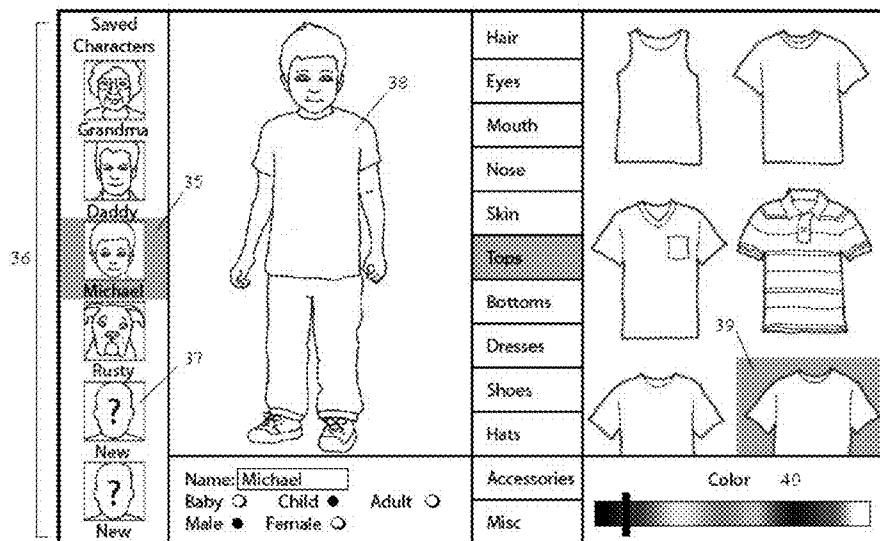 Saved
Characters
Grandma
Daddy
Michael
Rusty
New
New
36
35
37
38
Name: Michael
Baby Child Adult
Male Female
Hair
Eyes
Mouth
Nose
Skin
Tops
Bottoms
Dresses
Shoes
Hats
Accessories
Misc
39
Color 40
?
?